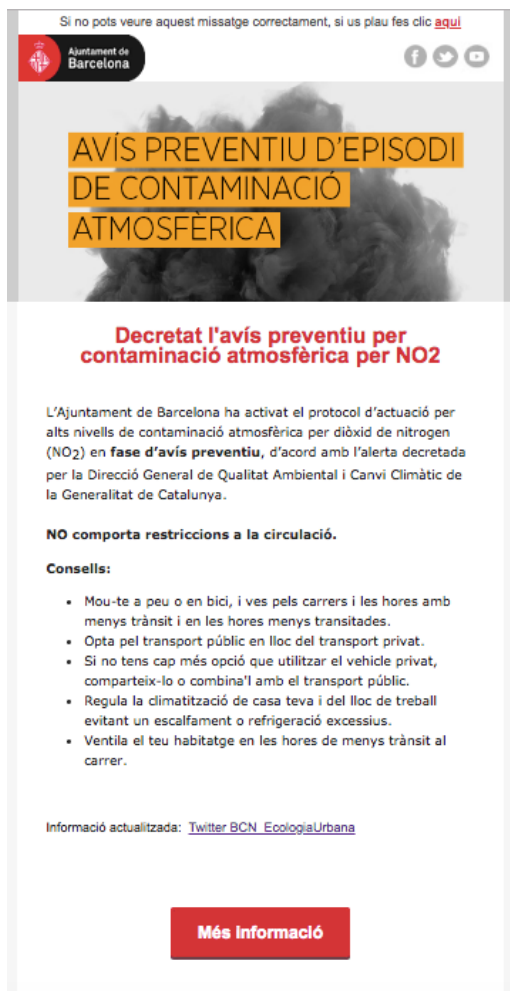 Si no pots veure aquest missatge correctament, si us plau fes clic aquí
Ajuntament de
Barcelona
AVÍS PREVENTIU D'EPISODI
DE CONTAMINACIÓ
ATMOSFÈRICA
Decretat l'avís preventiu per
contaminació atmosfèrica per NO2
L'Ajuntament de Barcelona ha activat el protocol d'actuació per
alts nivells de contaminació atmosfèrica per diòxid de nitrogen
(NO2) en fase d'avís preventiu, d'acord amb l'alerta decretada
per la Direcció General de Qualitat Ambiental i Canvi Climàtic de
la Generalitat de Catalunya.
NO comporta restriccions a la circulació.
Consells:
• Mou-te a peu o en bici, i ves pels carrers i les hores amb
menys trànsit i en les hores menys transitades.
• Opta pel transport públic en lloc del transport privat.
• Si no tens cap més opció que utilitzar el vehicle privat,
comparteix-lo o combina'l amb el transport públic.
• Regula la climatització de casa teva i del lloc de treball
evitant un escalfament o refrigeració excessius.
• Ventila el teu habitatge en les hores de menys trànsit al
carrer.
Informació actualitzada: Twitter BCN_EcologiaUrbana
Més informació